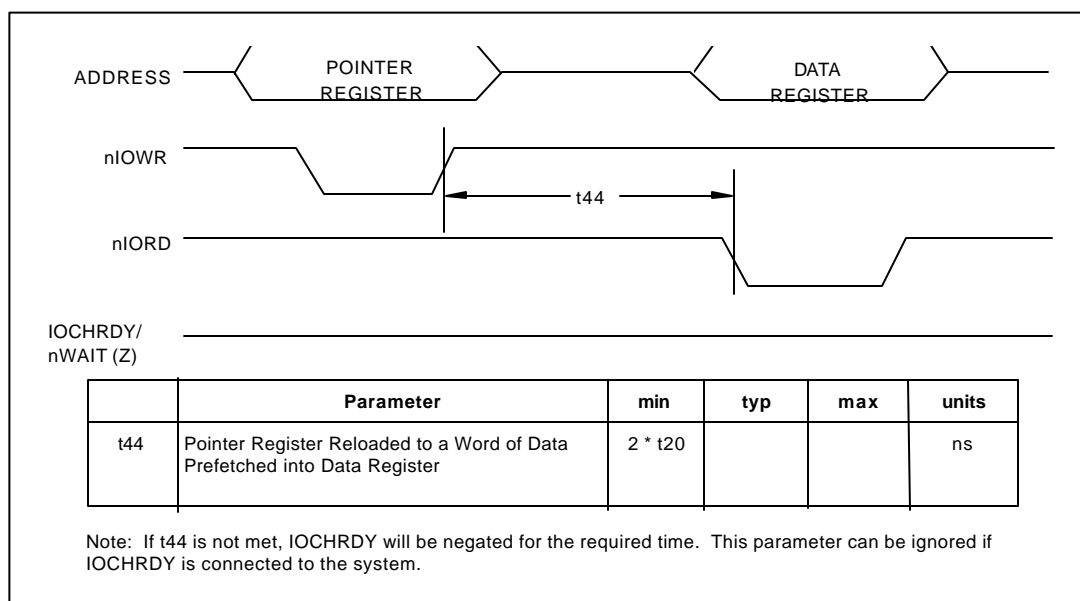 POINTER
REGISTER
DATA
REGISTER
ADDRESS
nIOWR
t44
nIORD
IOCHRDY/
nWAIT (Z)
Parameter min typ max units
t44 Pointer Register Reloaded to a Word of Data 2 * t20 ns
Prefetched into Data Register
Note: If t44 is not met, IOCHRDY will be negated for the required time. This parameter can be ignored if
IOCHRDY is connected to the system.